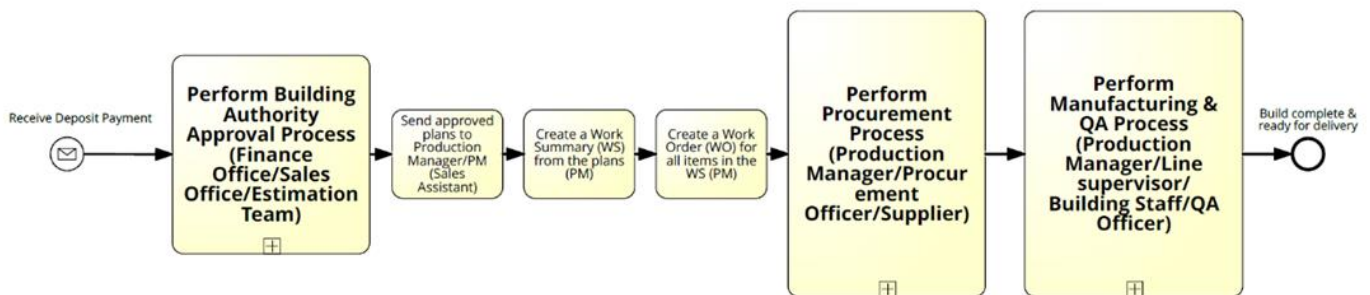 Receive Deposit Payment
Perform Building
Authority
Approval Process
(Finance
Office/Sales
Office/Estimation
Team)
Send approved
plans to
Production
Manager/PM
(Sales
Assistant)
Create a Work
Summary (WS)
from the plans
(PM)
Create a Work
Order (WO) for
all items in the
WS (PM)
Perform
Procurement
Process
(Production
Manager/Procur
ement
Officer/Supplier)
Perform
Manufacturing &
QA Process
(Production
Manager/Line
supervisor/
Building Staff/QA
Officer)
Build complete &
ready for delivery